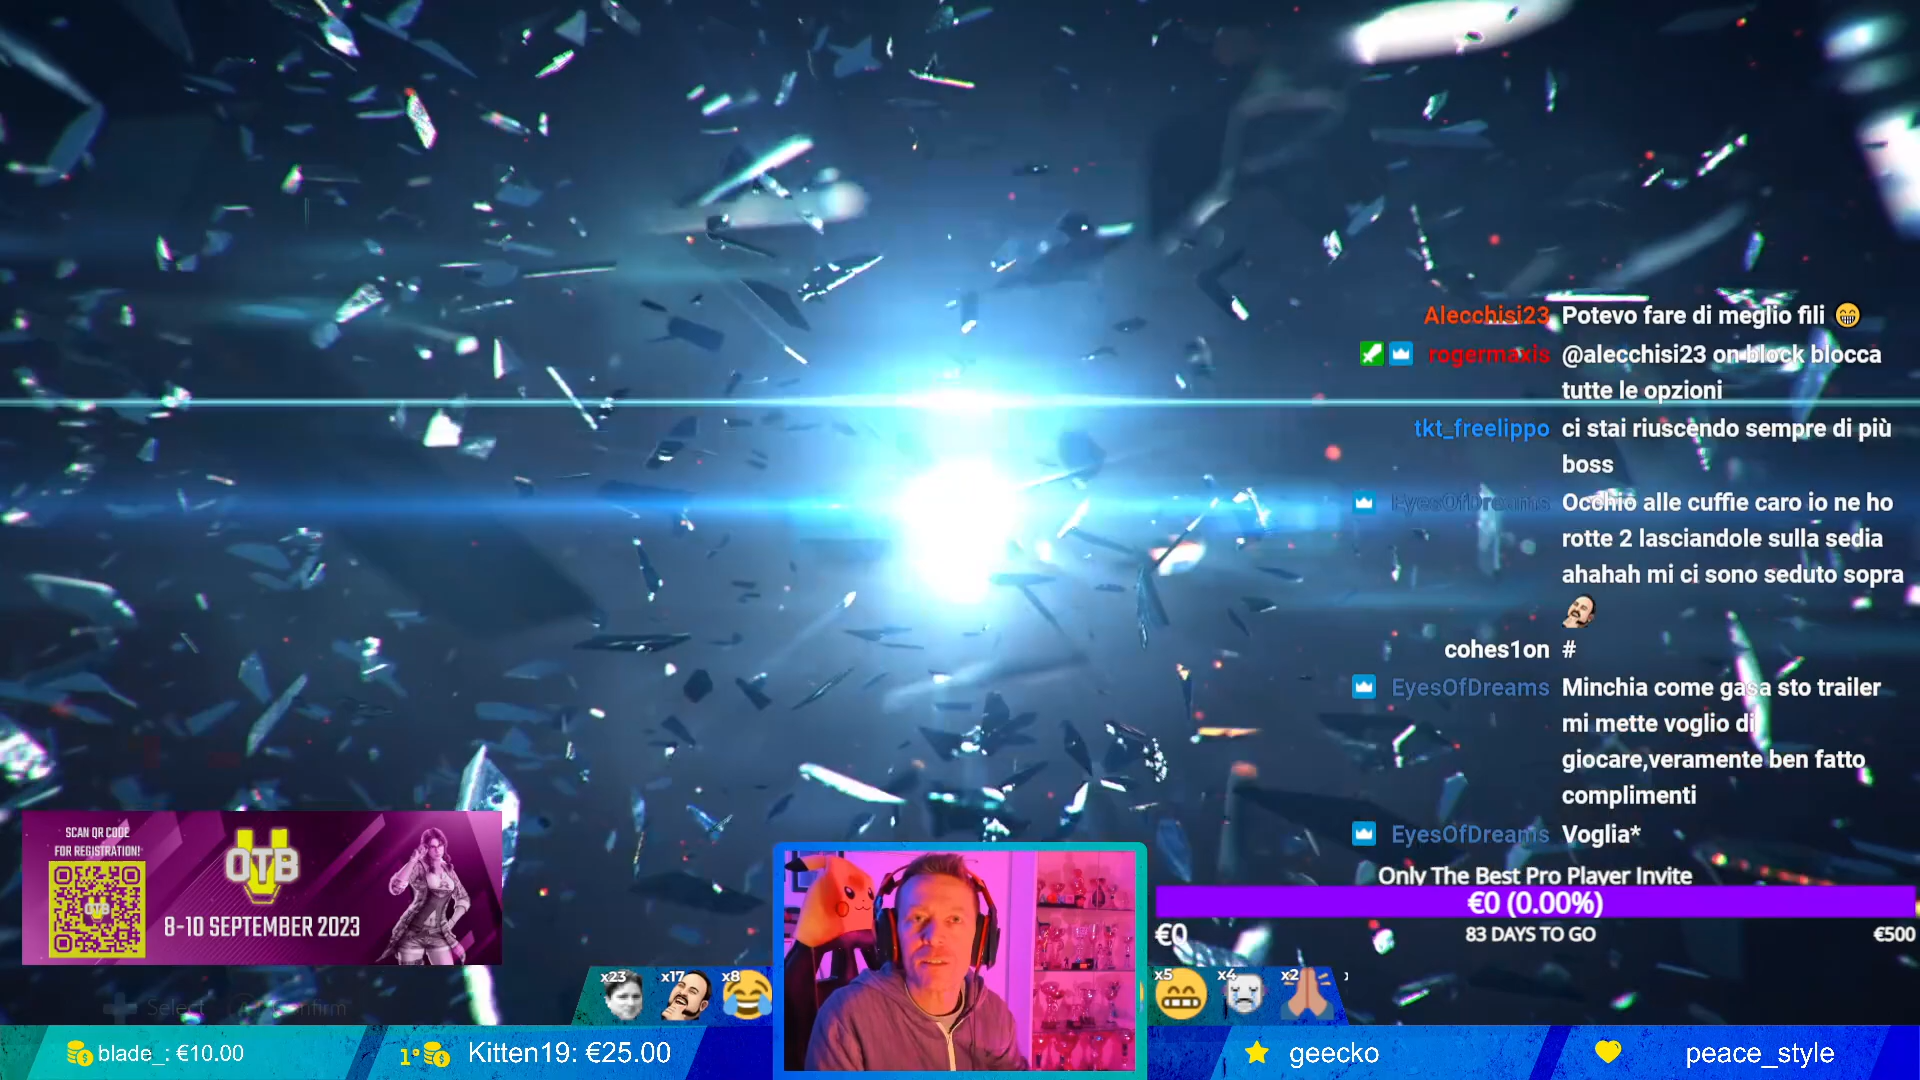 Alecchisi23 Potevo fare di meglio fili
rogermaxis @alecchisi23 on block blocca
tutte le opzioni
tkt_freelippo ci stai riuscendo sempre di più
boss
EyesOfDreams Occhio alle cuffie caro io ne ho
rotte 2 lasciandole sulla sedia
ahahah mi ci sono seduto sopra
cohes1on #
EyesOfDreams Minchia come gasa sto trailer
mi mette voglio di
giocare,veramente ben fatto
complimenti
EyesOfDreams Voglia*
SCAN QR CODE
FOR REGISTRATION!
OTB
OTB
8-10 SEPTEMBER 2023
Only The Best Pro Player Invite
€0 (0.00%)
€0
83 DAYS TO GO
€500
x23
x17
x8
x5
x4
x2
Select
Confirm
blade_: €10.00
1° Kitten19: €25.00
geecko
peace_style